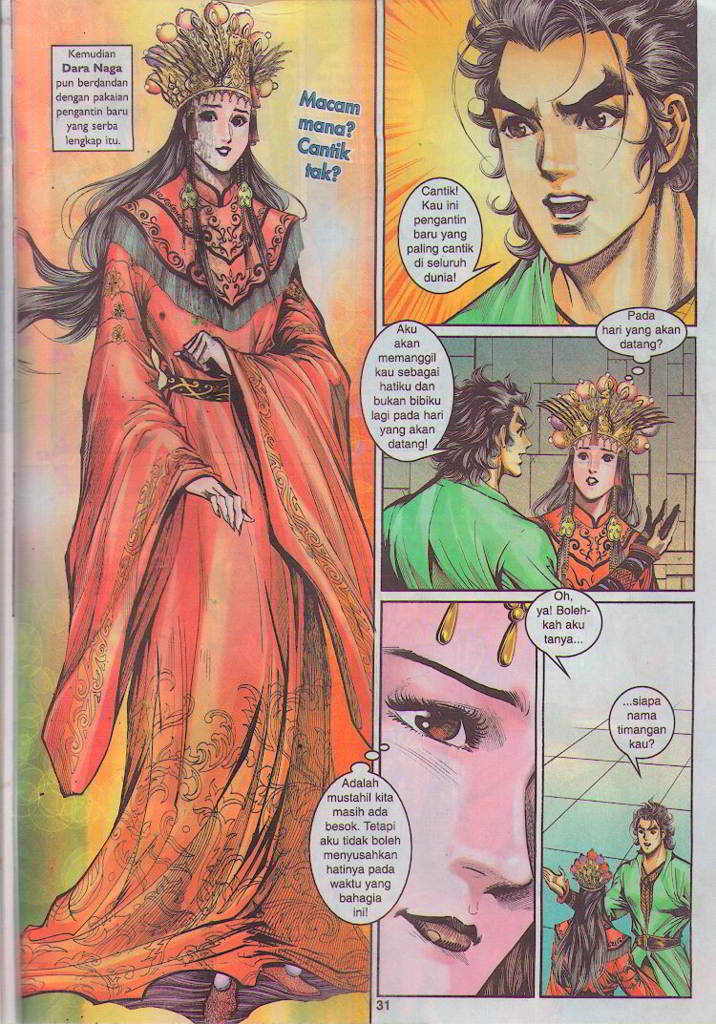 Kemudian
Dara Naga
pun berdandan
dengan pakaian
pengantin baru
yang serba
lengkap itu.
Macam
mana?
Cantik
tak?
Cantik!
Kau ini
pengantin
baru yang
paling cantik
di seluruh
dunia!
Aku
akan
memanggil
kau sebagai
hatiku dan
bukan bibiku
lagi pada hari
yang akan
datang!
Pada
hari yang akan
datang?
Adalah
mustahil kita
masih ada
besok. Tetapi
aku tidak boleh
menyusahkan
hatinya pada
waktu yang
bahagia
ini!
Oh,
ya! Boleh-
kah aku
tanya...
...siapa
nama
timangan
kau?
31